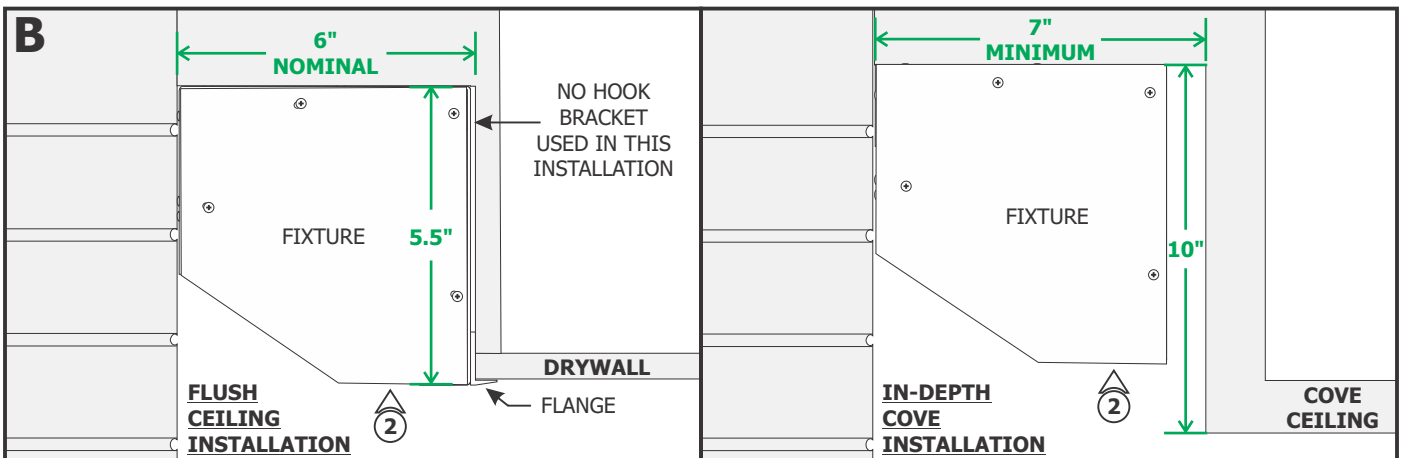 B
6"
NOMINAL
NO HOOK
BRACKET
USED IN THIS
INSTALLATION
FIXTURE
5.5"
DRYWALL
FLANGE
2
FLUSH
CEILING
INSTALLATION
7"
MINIMUM
FIXTURE
10"
2
IN-DEPTH
COVE
INSTALLATION
COVE
CEILING